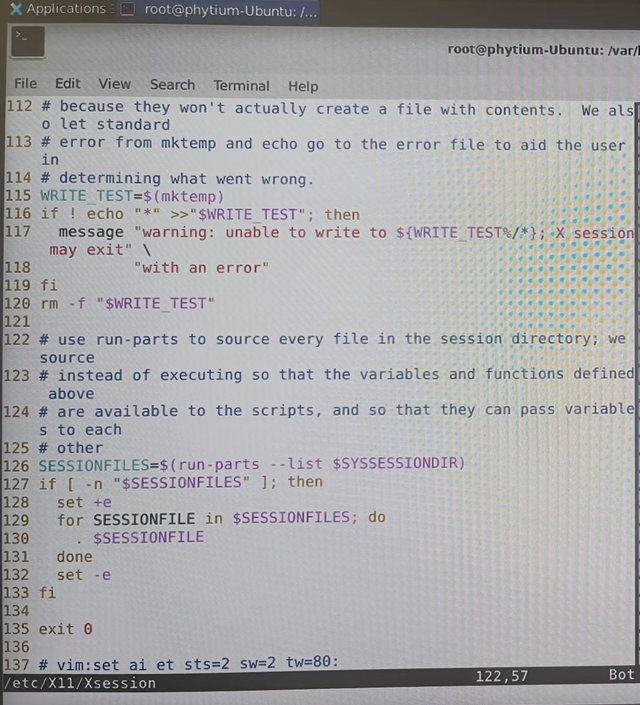 Applications : root@phytium-Ubuntu: /...
root@phytium-Ubuntu: /var/
File Edit View Search Terminal Help
112 # because they won't actually create a file with contents.  We als
o let standard
113 # error from mktemp and echo go to the error file to aid the user
in
114 # determining what went wrong.
115 WRITE_TEST=$(mktemp)
116 if ! echo "*" >>"$WRITE_TEST"; then
117   message "warning: unable to write to ${WRITE_TEST%/*}; X session
may exit" \
118           "with an error"
119 fi
120 rm -f "$WRITE_TEST"
121
122 # use run-parts to source every file in the session directory; we
source
123 # instead of executing so that the variables and functions defined
above
124 # are available to the scripts, and so that they can pass variable
s to each
125 # other
126 SESSIONFILES=$(run-parts --list $SYSSESSIONDIR)
127 if [ -n "$SESSIONFILES" ]; then
128   set +e
129   for SESSIONFILE in $SESSIONFILES; do
130     . $SESSIONFILE
131   done
132   set -e
133 fi
134
135 exit 0
136
137 # vim:set ai et sts=2 sw=2 tw=80:
/etc/X11/Xsession 122,57 Bot